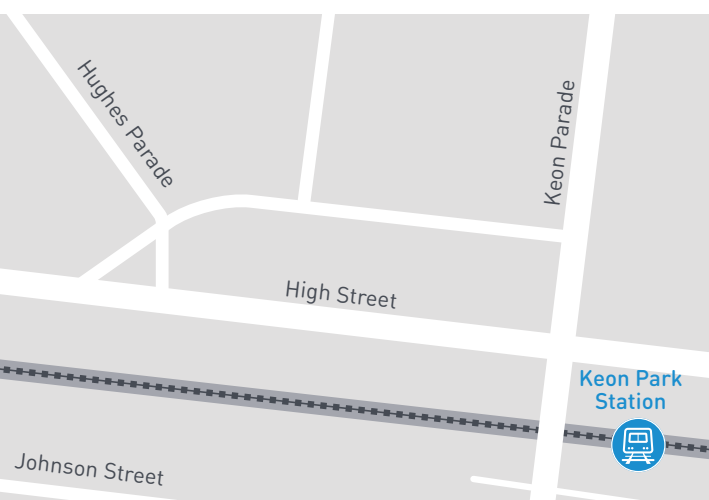 Hughes Parade
Keon Parade
High Street
Keon Park
Station
Johnson Street